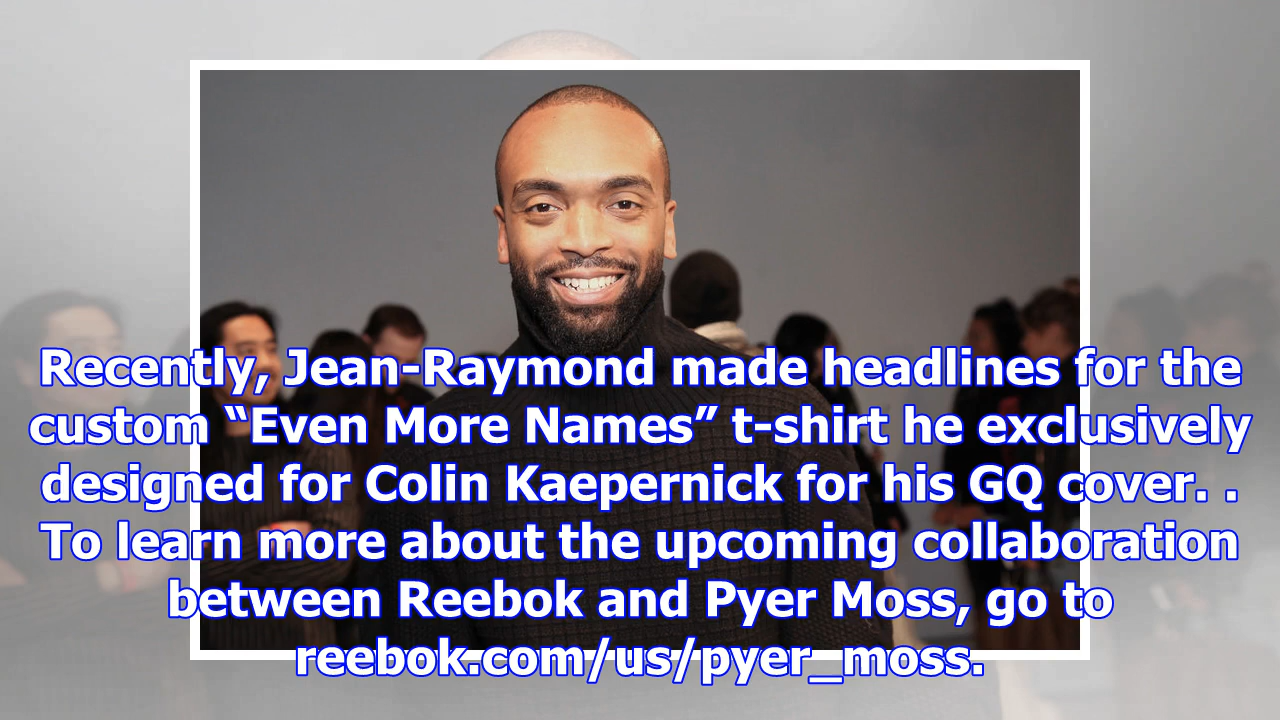 Recently, Jean-Raymond made headlines for the
custom “Even More Names” t-shirt he exclusively
designed for Colin Kaepernick for his GQ cover. .
To learn more about the upcoming collaboration
between Reebok and Pyer Moss, go to
reebok.com/us/pyer_moss.